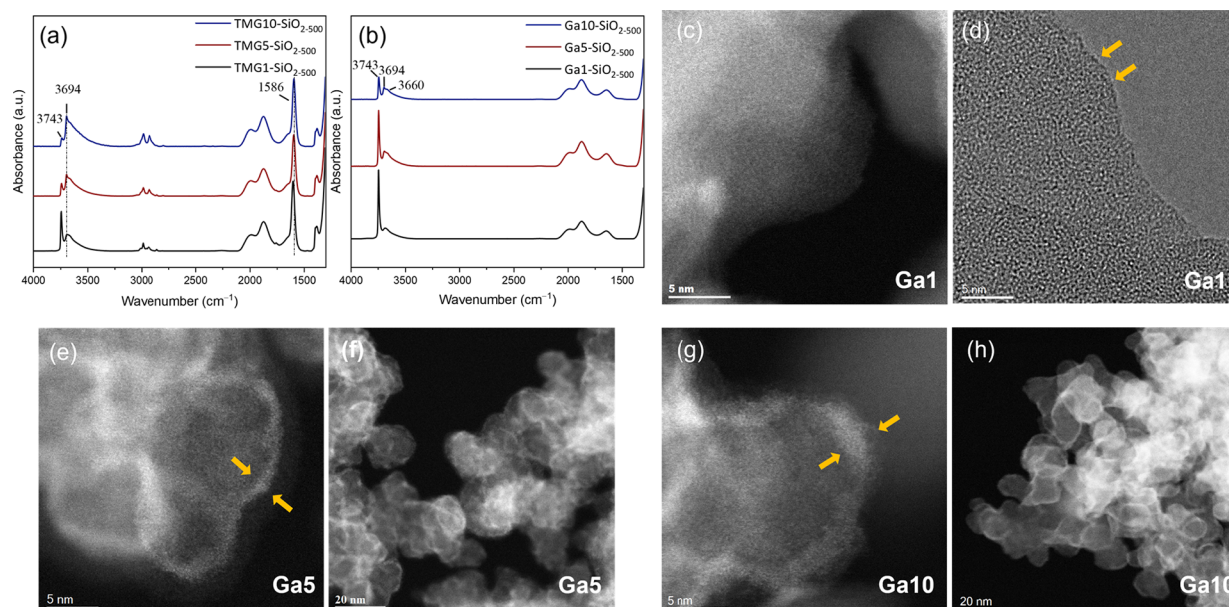 (a)
TMG10-SiO2-500
TMG5-SiO2-500
TMG1-SiO2-500
3694
3743
1586
Absorbance (a.u.)
4000 3500 3000 2500 2000 1500
Wavenumber (cm−1)
(b)
Ga10-SiO2-500
Ga5-SiO2-500
Ga1-SiO2-500
3743 3694
3660
Absorbance (a.u.)
4000 3500 3000 2500 2000 1500
Wavenumber (cm−1)
(c)
5 nm
Ga1
(d)
5 nm
Ga1
(e)
5 nm
Ga5
(f)
20 nm
Ga5
(g)
5 nm
Ga10
(h)
20 nm
Ga10